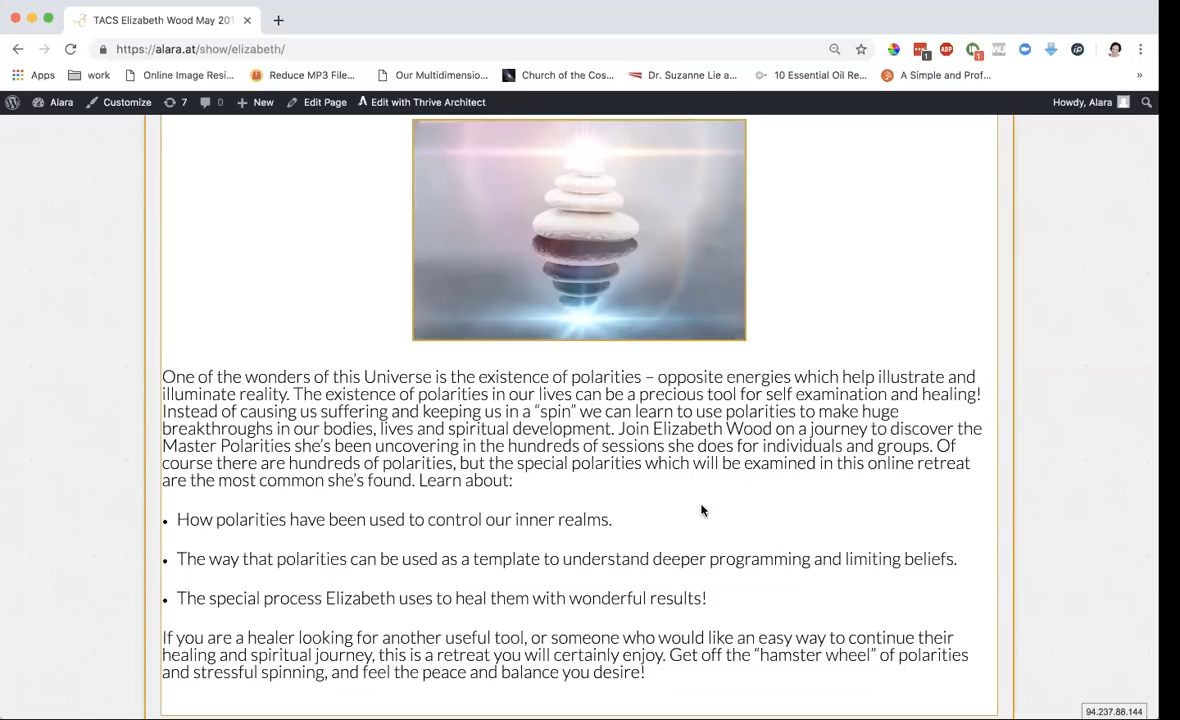 TACS Elizabeth Wood May 201
https://alara.at/show/elizabeth/
Apps work Online Image Resi... Reduce MP3 File... Our Multidimensio... Church of the Cos... Dr. Suzanne Lie a... 10 Essential Oil Re... A Simple and Prof... »
Alara Customize 7 0 New Edit Page Edit with Thrive Architect Howdy, Alara
One of the wonders of this Universe is the existence of polarities – opposite energies which help illustrate and
illuminate reality. The existence of polarities in our lives can be a precious tool for self examination and healing!
Instead of causing us suffering and keeping us in a “spin” we can learn to use polarities to make huge
breakthroughs in our bodies, lives and spiritual development. Join Elizabeth Wood on a journey to discover the
Master Polarities she’s been uncovering in the hundreds of sessions she does for individuals and groups. Of
course there are hundreds of polarities, but the special polarities which will be examined in this online retreat
are the most common she’s found. Learn about:
• How polarities have been used to control our inner realms.
• The way that polarities can be used as a template to understand deeper programming and limiting beliefs.
• The special process Elizabeth uses to heal them with wonderful results!
If you are a healer looking for another useful tool, or someone who would like an easy way to continue their
healing and spiritual journey, this is a retreat you will certainly enjoy. Get off the “hamster wheel” of polarities
and stressful spinning, and feel the peace and balance you desire!
94.237.88.144